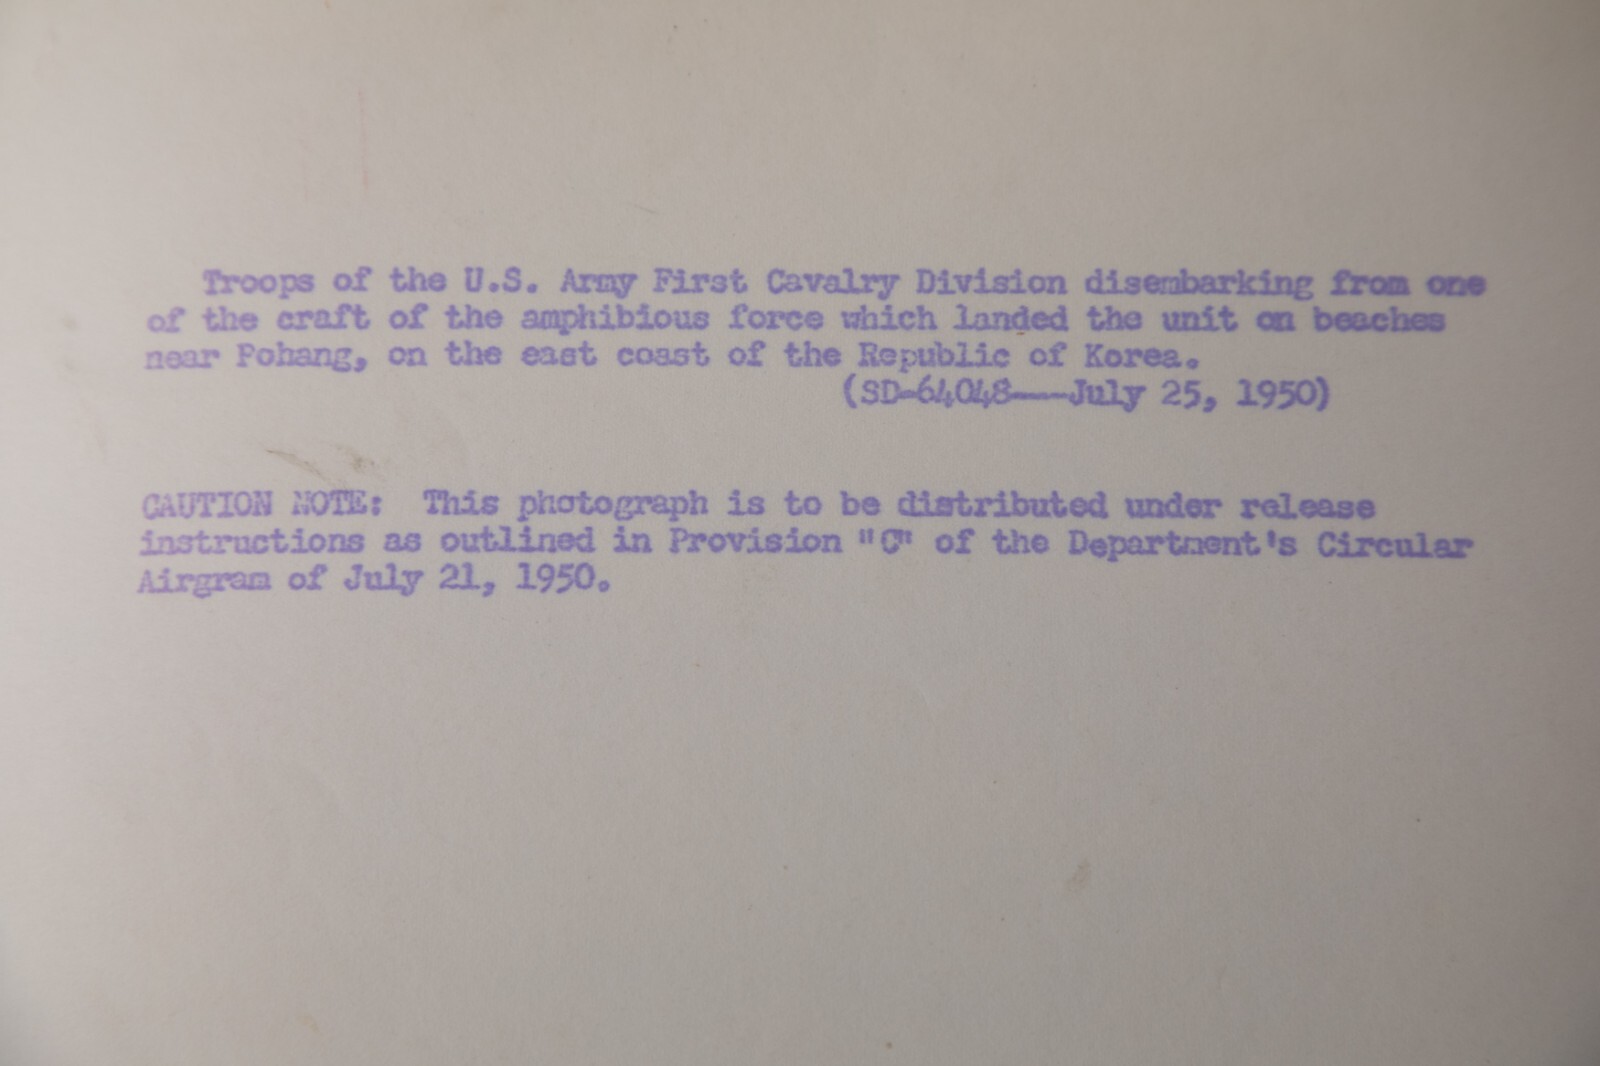 Troops of the U.S. Army First Cavalry Division disembarking from one
of the craft of the amphibious force which landed the unit on beaches
near Pohang, on the east coast of the Republic of Korea.
(SD-64048---July 25, 1950)
CAUTION NOTE: This photograph is to be distributed under release
instructions as outlined in Provision "C" of the Department's Circular
Airgram of July 21, 1950.